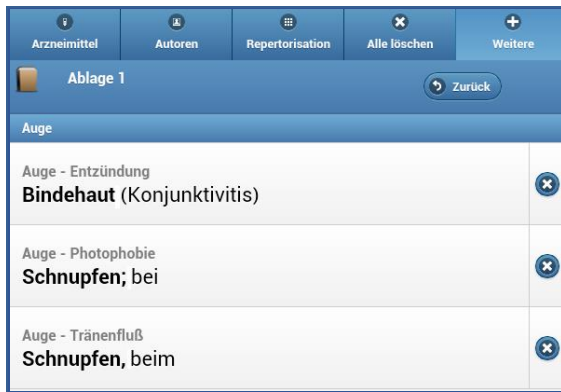 Arzneimittel Autoren Repertorisation Alle löschen Weitere
Ablage 1 Zurück
Auge
Auge - Entzündung
Bindehaut (Konjunktivitis)
Auge - Photophobie
Schnupfen; bei
Auge - Tränenfluß
Schnupfen, beim